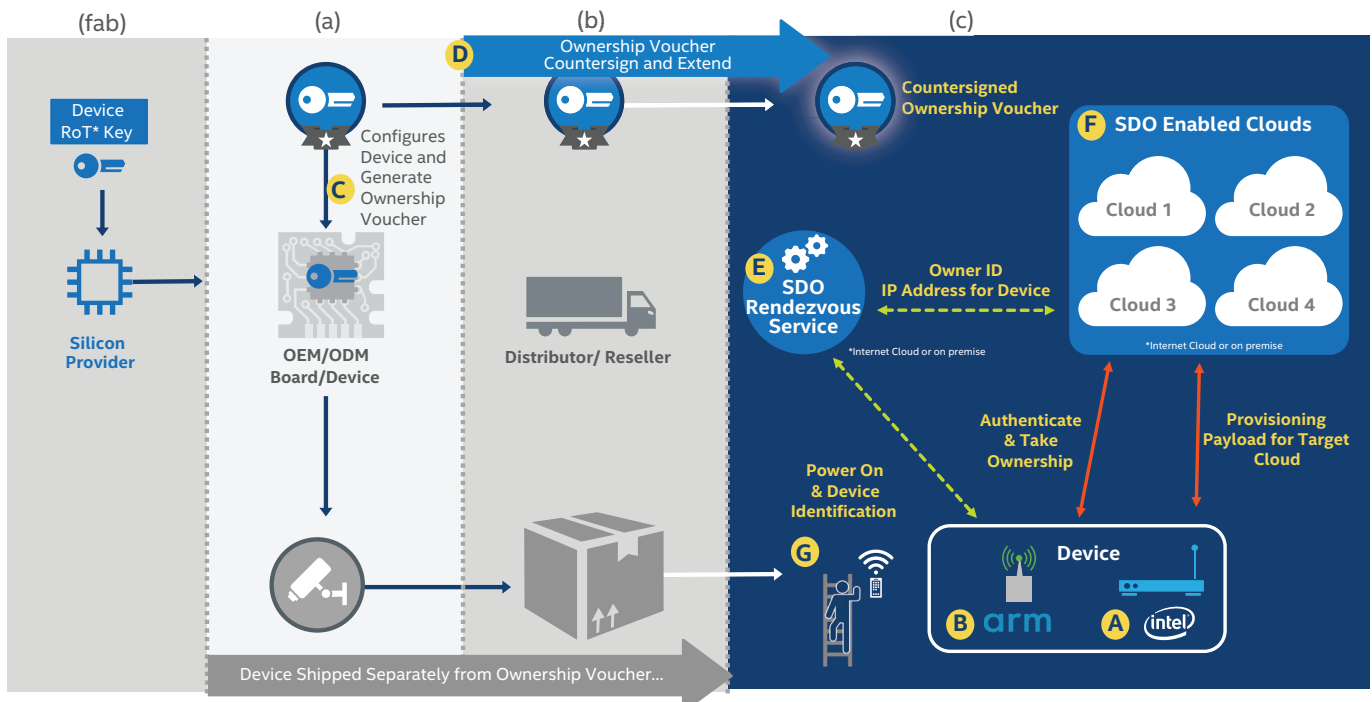 (fab)
(a)
(b)
(c)
D
Ownership Voucher
Countersign and Extend
Countersigned
Ownership Voucher
Device
RoT* Key
Configures
Device and
Generate
Ownership
Voucher
C
F
SDO Enabled Clouds
Cloud 1
Cloud 2
Cloud 3
Cloud 4
*Internet Cloud or on premise
E
SDO
Rendezvous
Service
*Internet Cloud or on premise
Owner ID
IP Address for Device
Silicon
Provider
OEM/ODM
Board/Device
Distributor/ Reseller
Authenticate
& Take
Ownership
Provisioning
Payload for Target
Cloud
Power On
& Device
Identification
G
Device
B
arm
A
intel
Device Shipped Separately from Ownership Voucher...